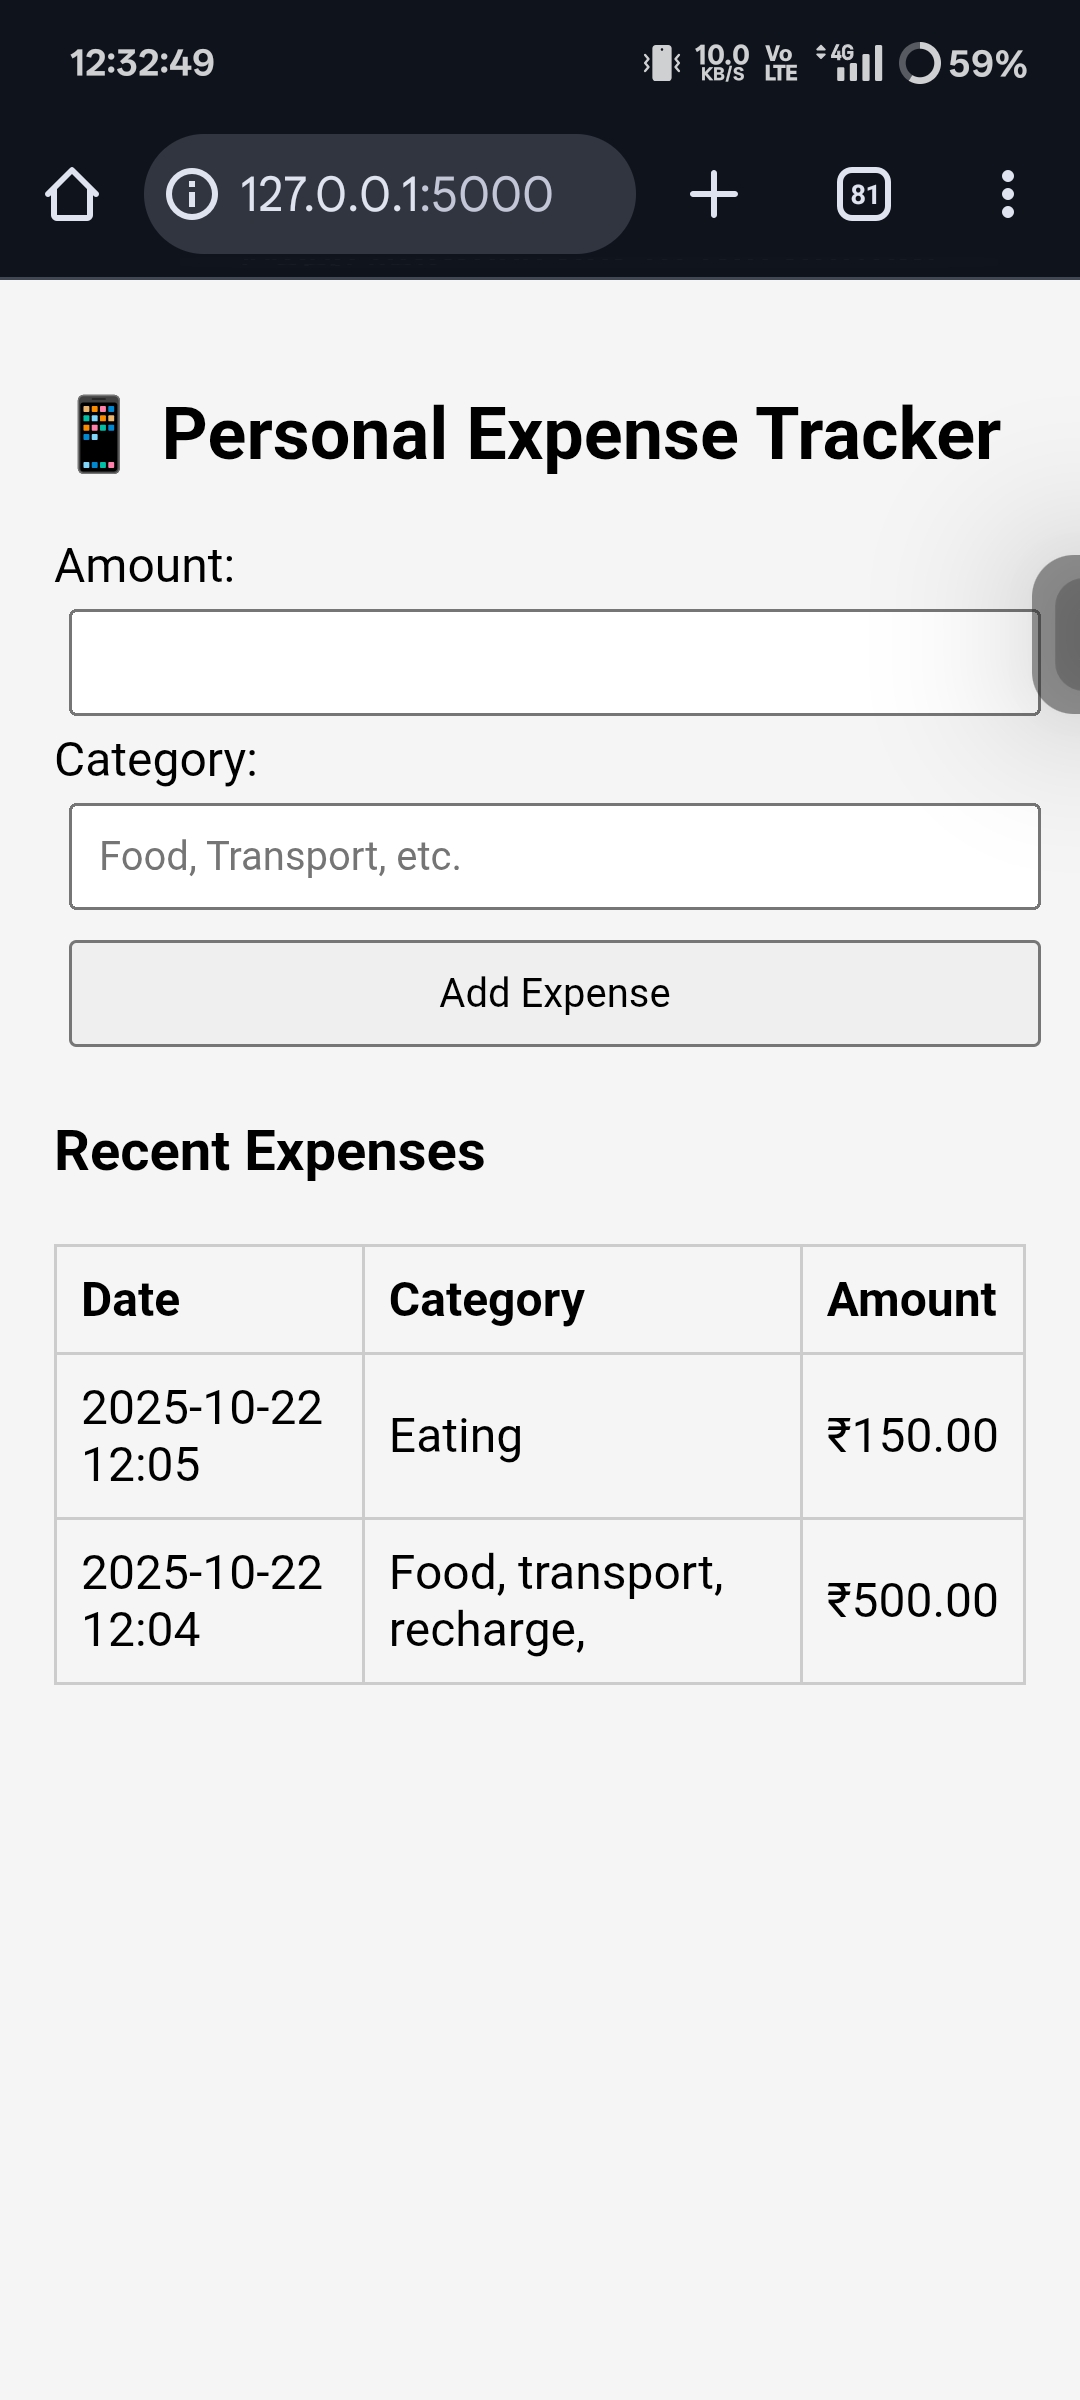 12:32:49
10.0 KB/S Vo LTE 4G 59%
127.0.0.1:5000
81
Personal Expense Tracker
Amount:
Category:
Food, Transport, etc.
Add Expense
Recent Expenses
Date Category Amount
2025-10-22
12:05
Eating
₹150.00
2025-10-22
12:04
Food, transport,
recharge,
₹500.00